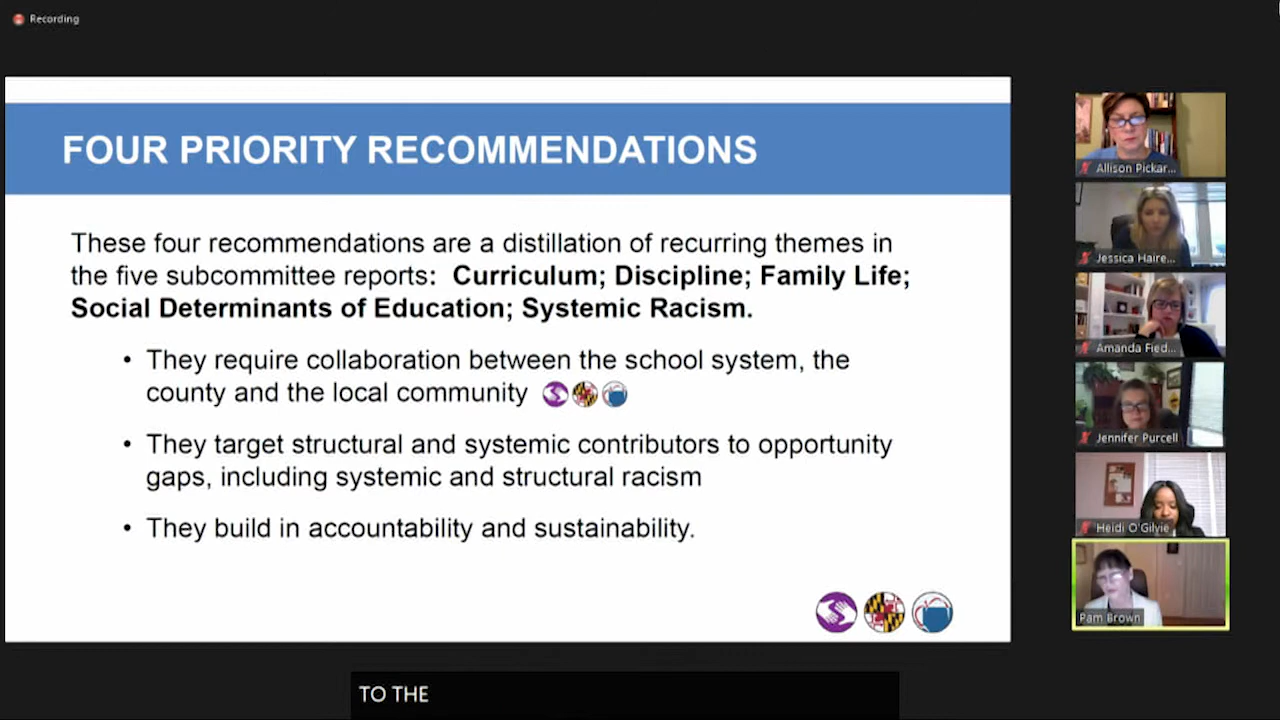 Recording
FOUR PRIORITY RECOMMENDATIONS
These four recommendations are a distillation of recurring themes in
the five subcommittee reports: Curriculum; Discipline; Family Life;
Social Determinants of Education; Systemic Racism.
• They require collaboration between the school system, the
county and the local community
• They target structural and systemic contributors to opportunity
gaps, including systemic and structural racism
• They build in accountability and sustainability.
Allison Pickar...
Jessica Haire...
Amanda Fied...
Jennifer Purcell
Heidi O'Gilvie
Pam Brown
TO THE